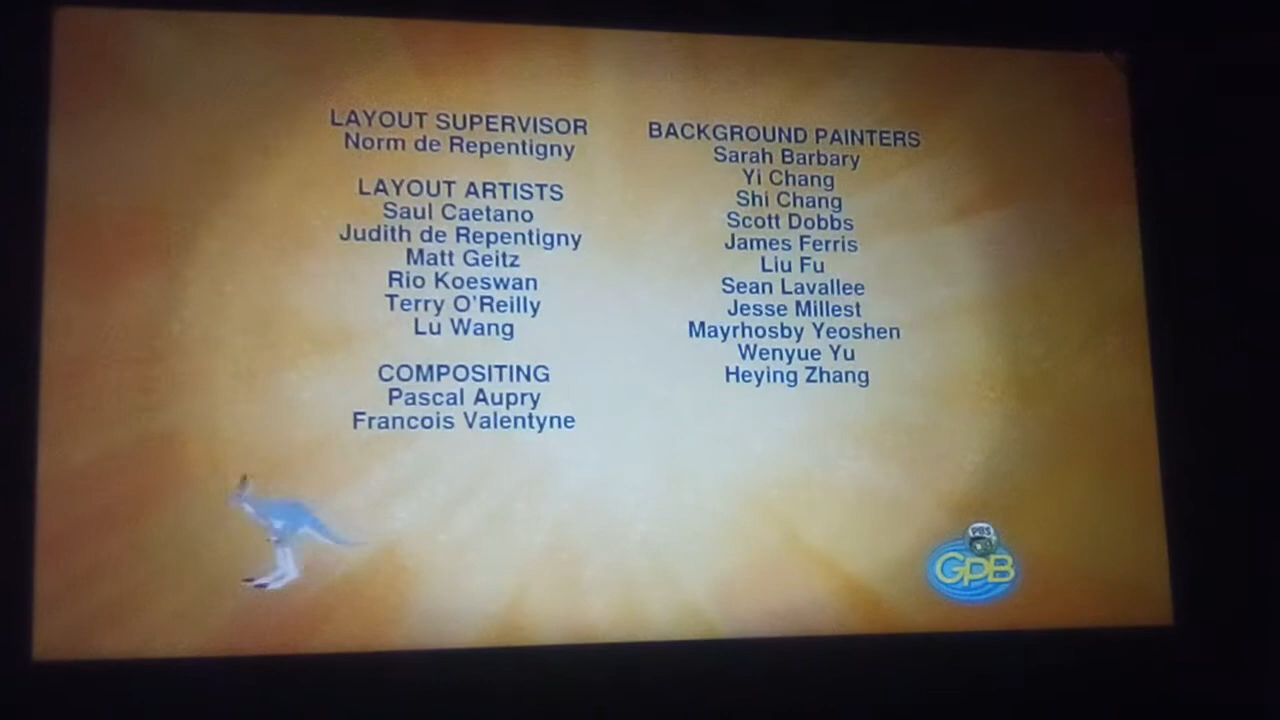 LAYOUT SUPERVISOR
Norm de Repentigny
LAYOUT ARTISTS
Saul Caetano
Judith de Repentigny
Matt Geitz
Rio Koeswan
Terry O'Reilly
Lu Wang
COMPOSITING
Pascal Aupry
Francois Valentyne
BACKGROUND PAINTERS
Sarah Barbary
Yi Chang
Shi Chang
Scott Dobbs
James Ferris
Liu Fu
Sean Lavallee
Jesse Millest
Mayrhosby Yeoshen
Wenyue Yu
Heying Zhang
PBS
GPB